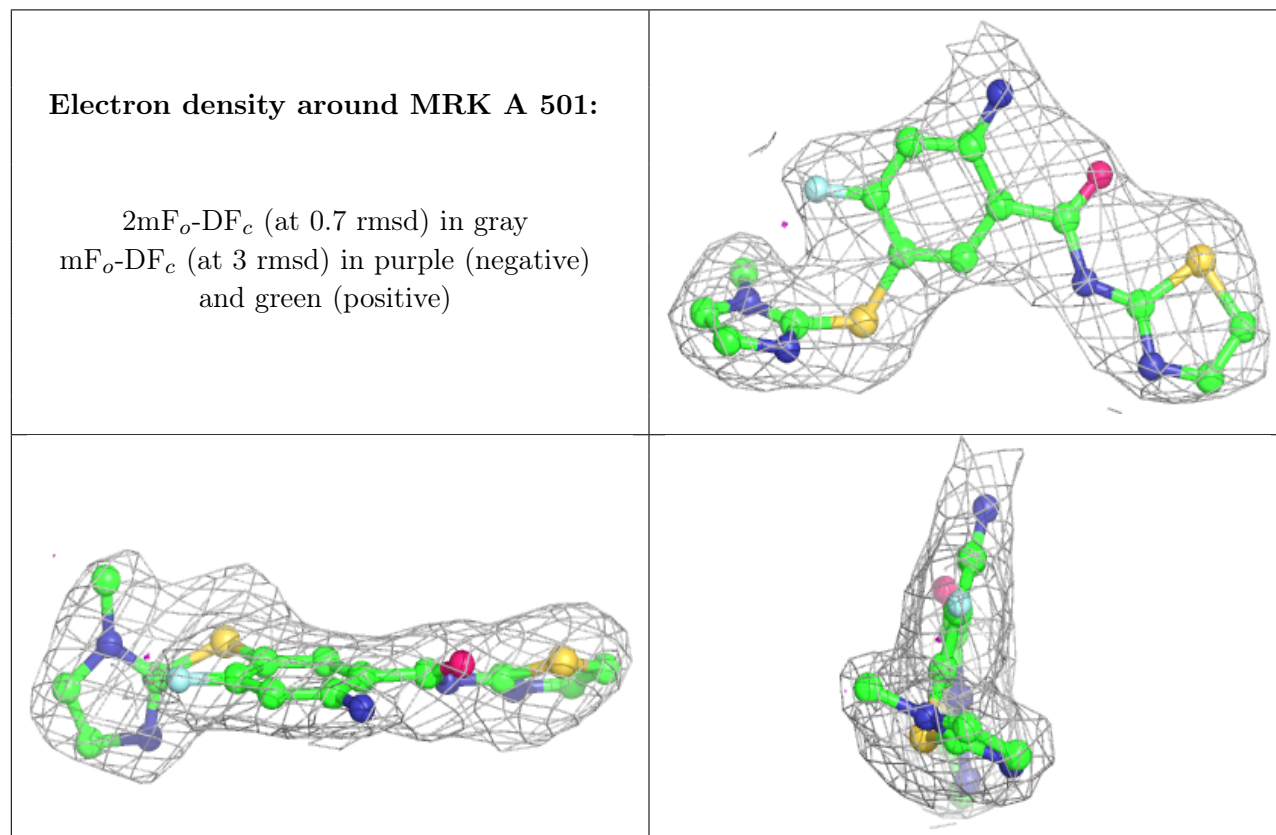 Electron density around MRK A 501:
2mFo-DFc (at 0.7 rmsd) in gray
mFo-DFc (at 3 rmsd) in purple (negative)
and green (positive)